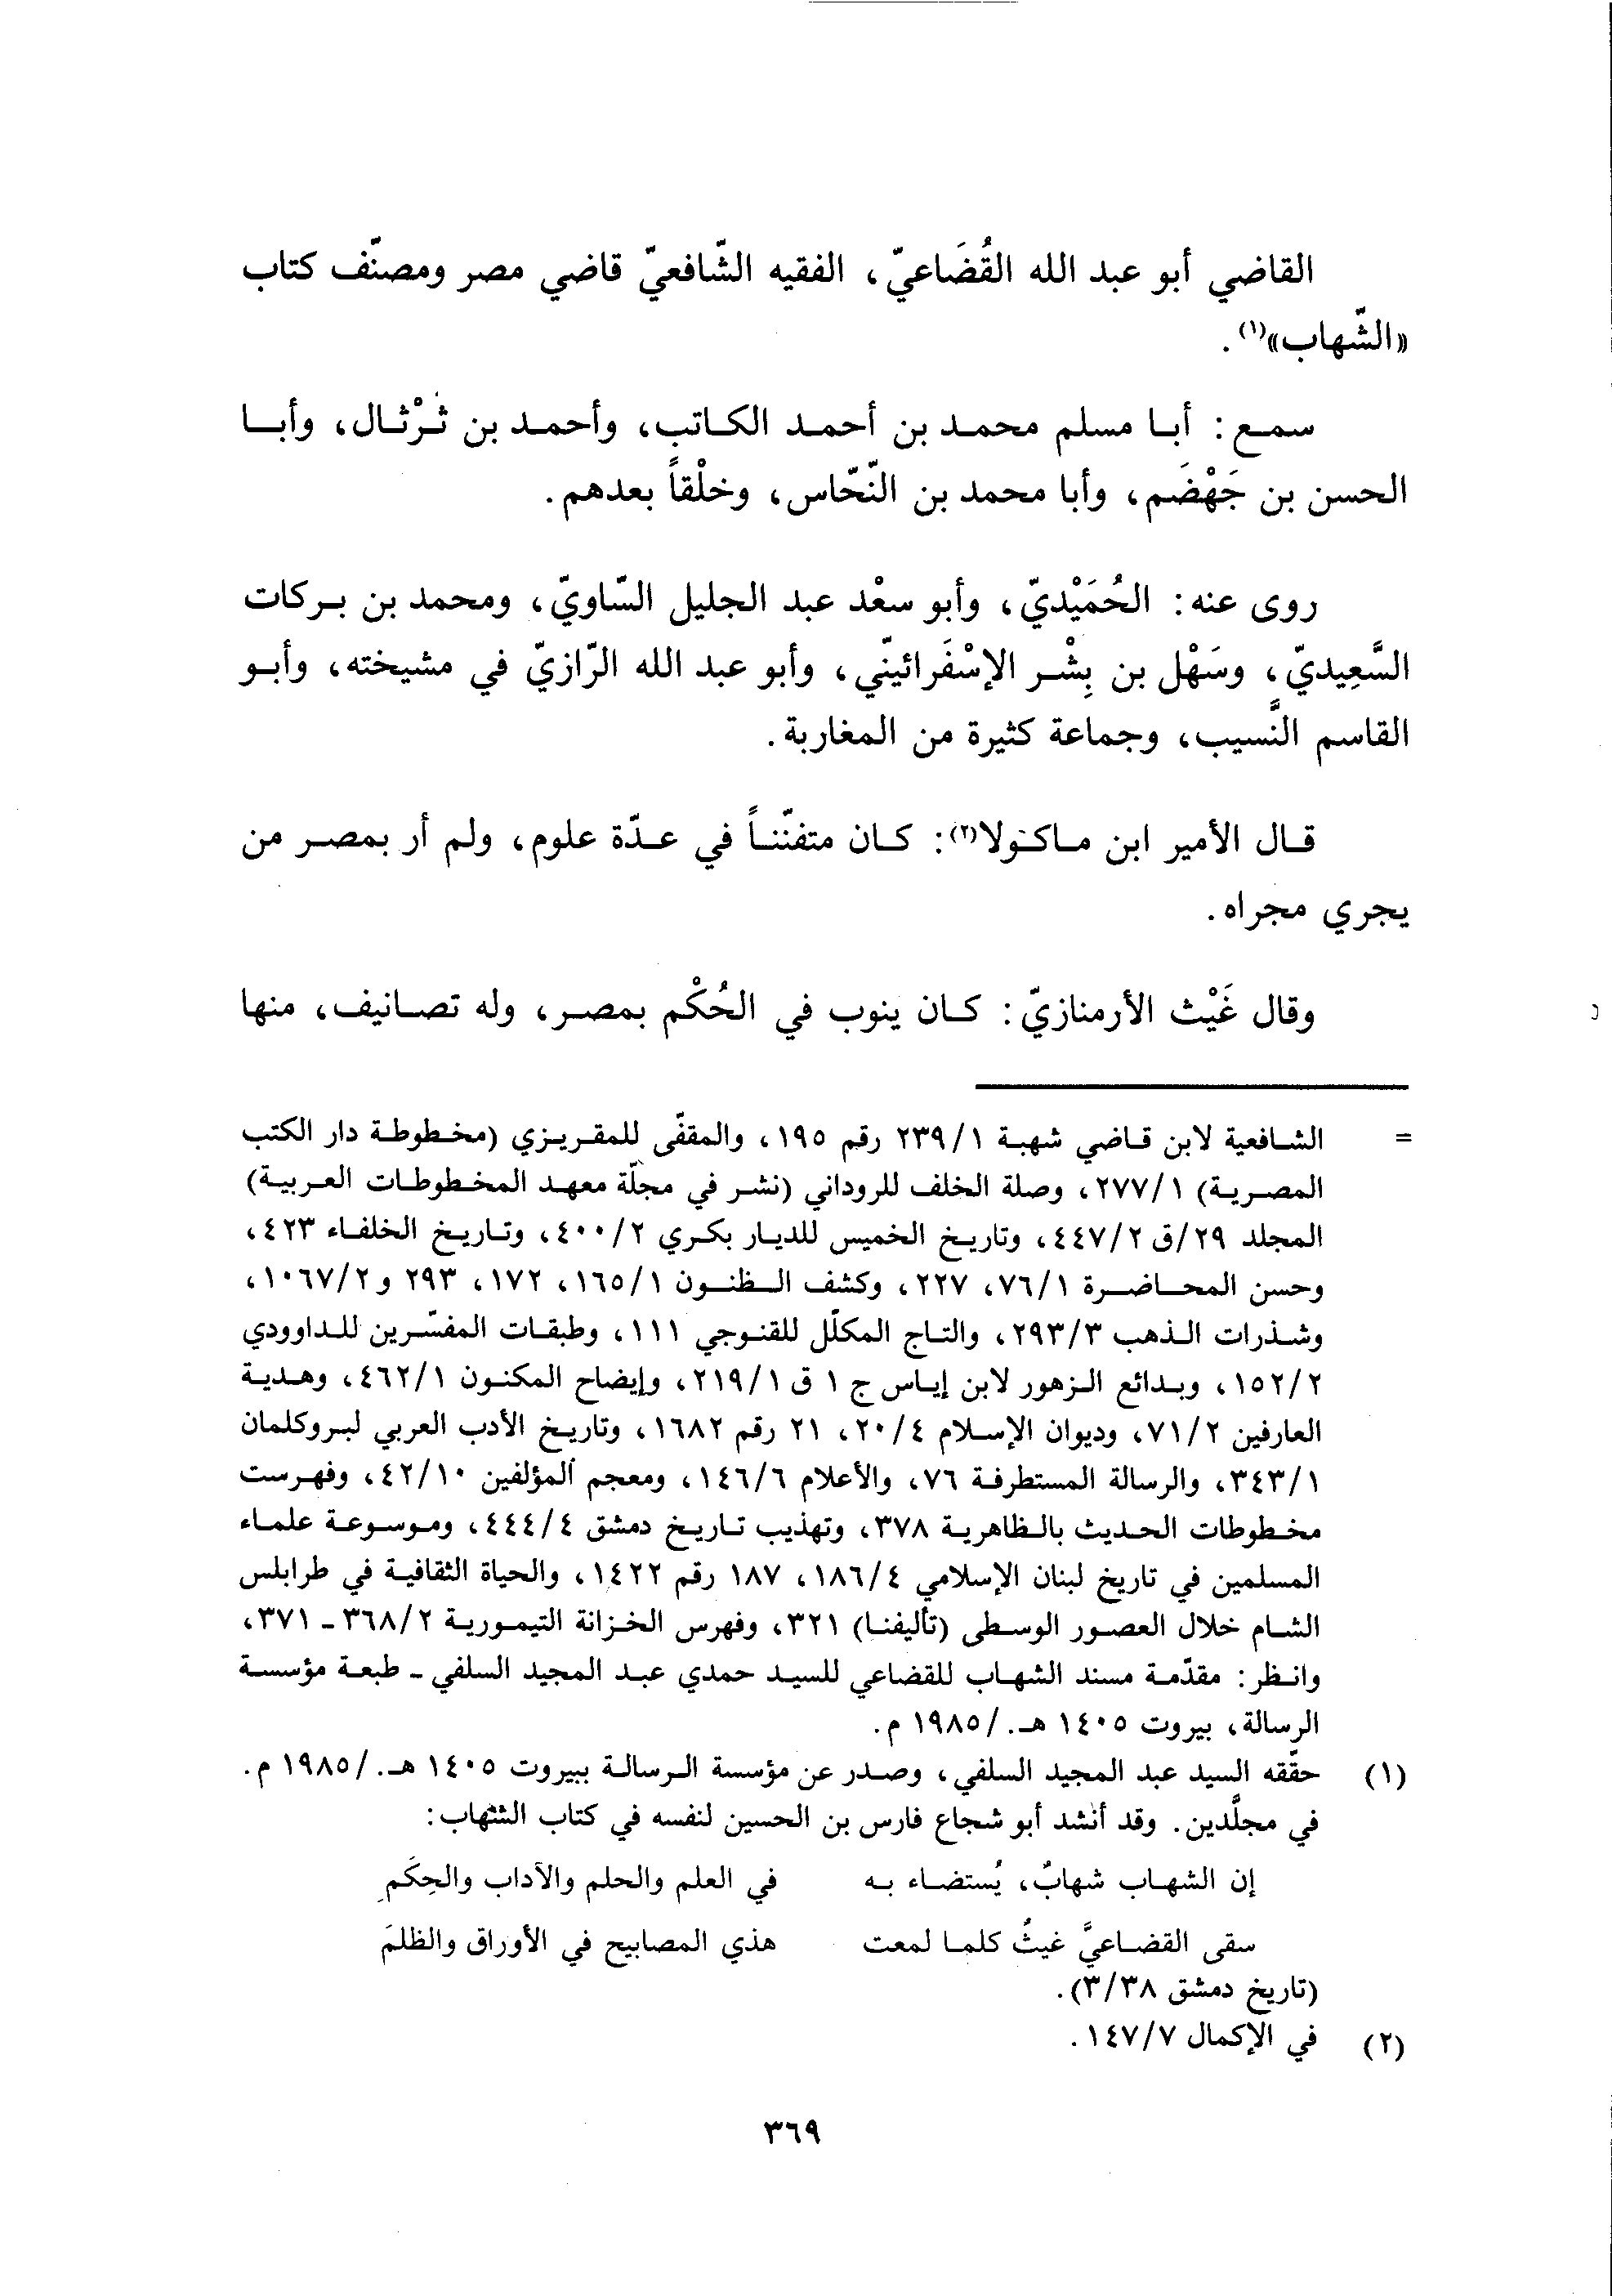 القاضي أبو عبد الله القُضَاعيّ، الفقيه الشّافعيّ قاضي مصر ومصنّف كتاب
«الشّهاب»(١).
سمع: أبا مسلم محمد بن أحمد الكاتب، وأحمد بن ثَرْثال، وأبا
الحسن بن جَهْضَم، وأبا محمد بن النّحّاس، وخلْقاً بعدهم.
روى عنه: الحُمَيْديّ، وأبو سعْد عبد الجليل السّاويّ، ومحمد بن بركات
السَّعِيديّ، وسَهْل بن بِشْر الإسْفَرائينّي، وأبو عبد الله الرّازيّ في مشيخته، وأبو
القاسم النَّسيب، وجماعة كثيرة من المغاربة.
قال الأمير ابن ماكولا(٢): كان متفنّناً في عدّة علوم، ولم أر بمصر من
يجري مجراه.
وقال غَيْث الأرمنازيّ: كان ينوب في الحُكْم بمصر، وله تصانيف، منها
= الشافعية لابن قاضي شهبة ٢٣٩/١ رقم ١٩٥، والمقفّى للمقريزي (مخطوطة دار الكتب
المصرية) ٢٧٧/١، وصلة الخلف للروداني (نشر في مجلّة معهد المخطوطات العربية)
المجلد ٢٩/ق ٤٤٧/٢، وتاريخ الخميس للديار بكري ٤٠٠/٢، وتاريخ الخلفاء ٤٢٣،
وحسن المحاضرة ٧٦/١، ٢٢٧، وكشف الظنون ١٦٥/١، ١٧٢، ٢٩٣ و١٠٦٧/٢،
وشذرات الذهب ٢٩٣/٣، والتاج المكلّل للقنوجي ١١١، وطبقات المفسّرين للداوودي
١٥٢/٢، وبدائع الزهور لابن إياس ج ١ ق ٢١٩/١، وإيضاح المكنون ٤٦٢/١، وهدية
العارفين ٧١/٢، وديوان الإسلام ٢٠/٤، ٢١ رقم ١٦٨٢، وتاريخ الأدب العربي لبروكلمان
٣٤٣/١، والرسالة المستطرفة ٧٦، والأعلام ١٤٦/٦، ومعجم المؤلفين ٤٢/١٠، وفهرست
مخطوطات الحديث بالظاهرية ٣٧٨، وتهذيب تاريخ دمشق ٤٤٤/٤، وموسوعة علماء
المسلمين في تاريخ لبنان الإسلامي ١٨٦/٤، ١٨٧ رقم ١٤٢٢، والحياة الثقافية في طرابلس
الشام خلال العصور الوسطى (تأليفنا) ٣٢١، وفهرس الخزانة التيمورية ٣٦٨/٢ - ٣٧١،
وانظر: مقدّمة مسند الشهاب للقضاعي للسيد حمدي عبد المجيد السلفي - طبعة مؤسسة
الرسالة، بيروت ١٤٠٥ هـ./١٩٨٥ م.
(١) حقّقه السيد عبد المجيد السلفي، وصدر عن مؤسسة الرسالة ببيروت ١٤٠٥ هـ./١٩٨٥ م.
في مجلّدين. وقد أنشد أبو شجاع فارس بن الحسين لنفسه في كتاب الشهاب:
إن الشهاب شهابٌ، يُستضاء به في العلم والحلم والآداب والحِكَمِ
سقى القضاعيَّ غيثُ كلما لمعت هذي المصابيح في الأوراق والظلمَ
(تاريخ دمشق ٣/٣٨).
(٢) في الإكمال ١٤٧/٧.
٣٦٩